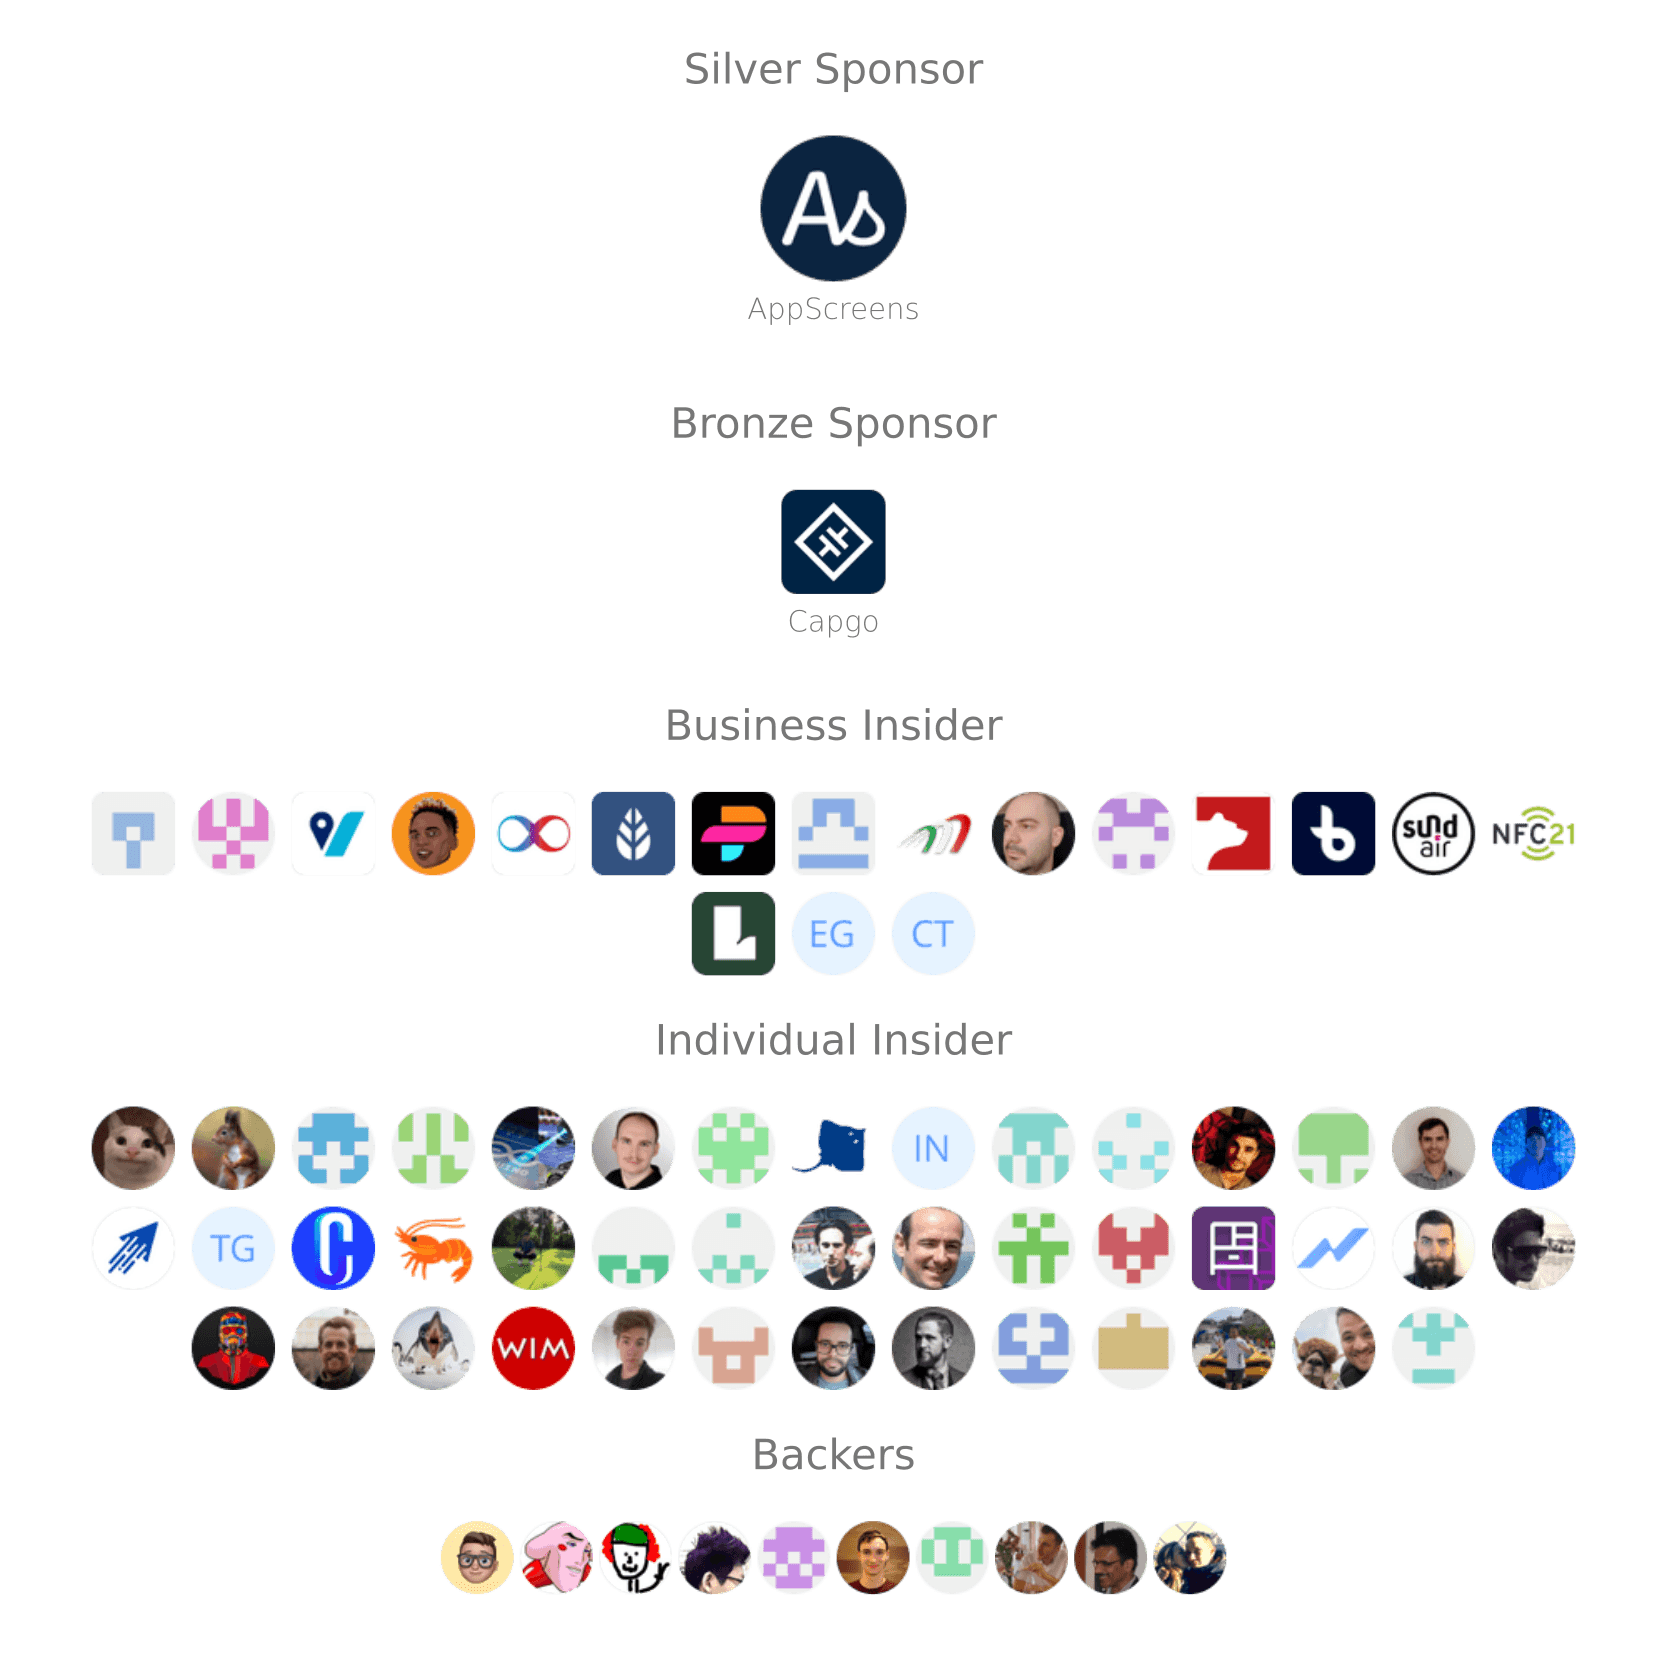 Silver Sponsor
As
AppScreens
Bronze Sponsor
Capgo
Business Insider
sund
air
NFC21
EG
CT
Individual Insider
IN
TG
WIM
Backers